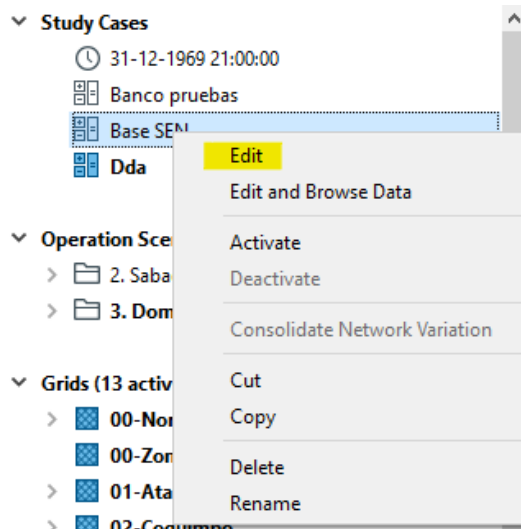 Study Cases
31-12-1969 21:00:00
Banco pruebas
Base SEN
Dda
Operation Sce
2. Saba
3. Dom
Grids (13 activ
00-Nor
00-Zon
01-Ata
02-Coquimbo
Edit
Edit and Browse Data
Activate
Deactivate
Consolidate Network Variation
Cut
Copy
Delete
Rename